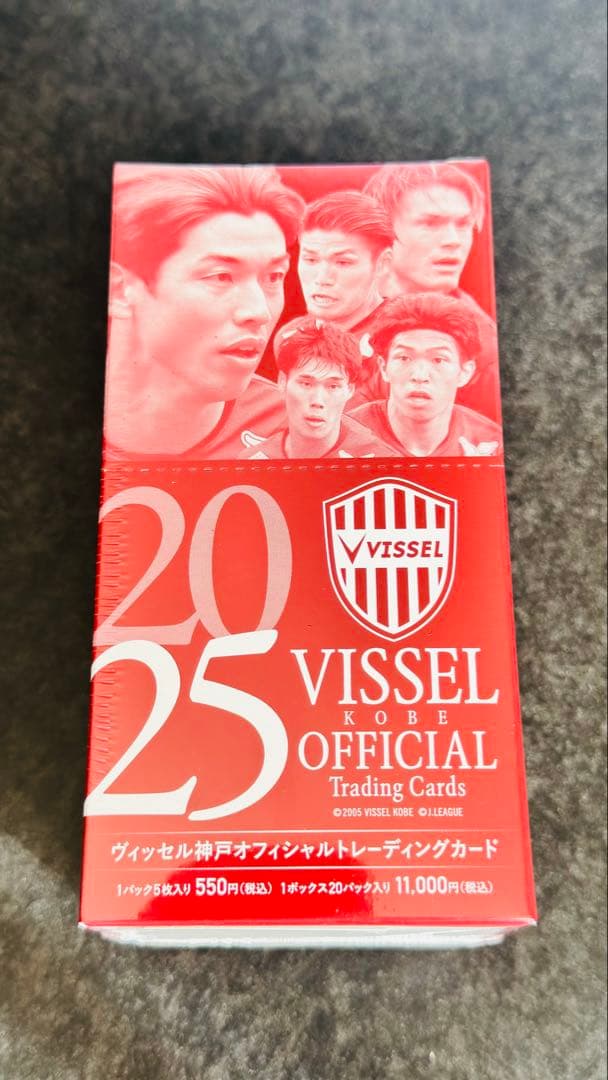 20
25
VISSEL
VISSEL
KOBE
OFFICIAL
Trading Cards
©2005 VISSEL KOBE ©J.LEAGUE
ヴィッセル神戸オフィシャルトレーディングカード
1パック5枚入り 550円(税込) 1ボックス20パック入り 11,000円(税込)